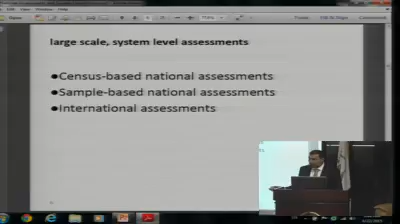 large scale, system level assessments
●Census-based national assessments
●Sample-based national assessments
●International assessments